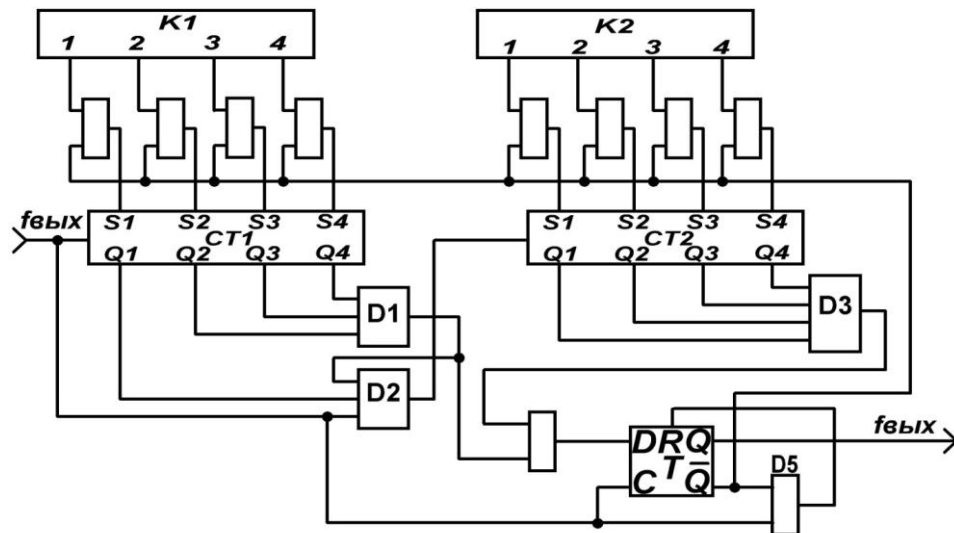 K1 K2
1 2 3 4 1 2 3 4
fвых S1 S2 S3 S4 S1 S2 S3 S4
CT1 CT2
Q1 Q2 Q3 Q4 Q1 Q2 Q3 Q4
D1 D3
D2
D R Q fвых
T D5
C Q̅